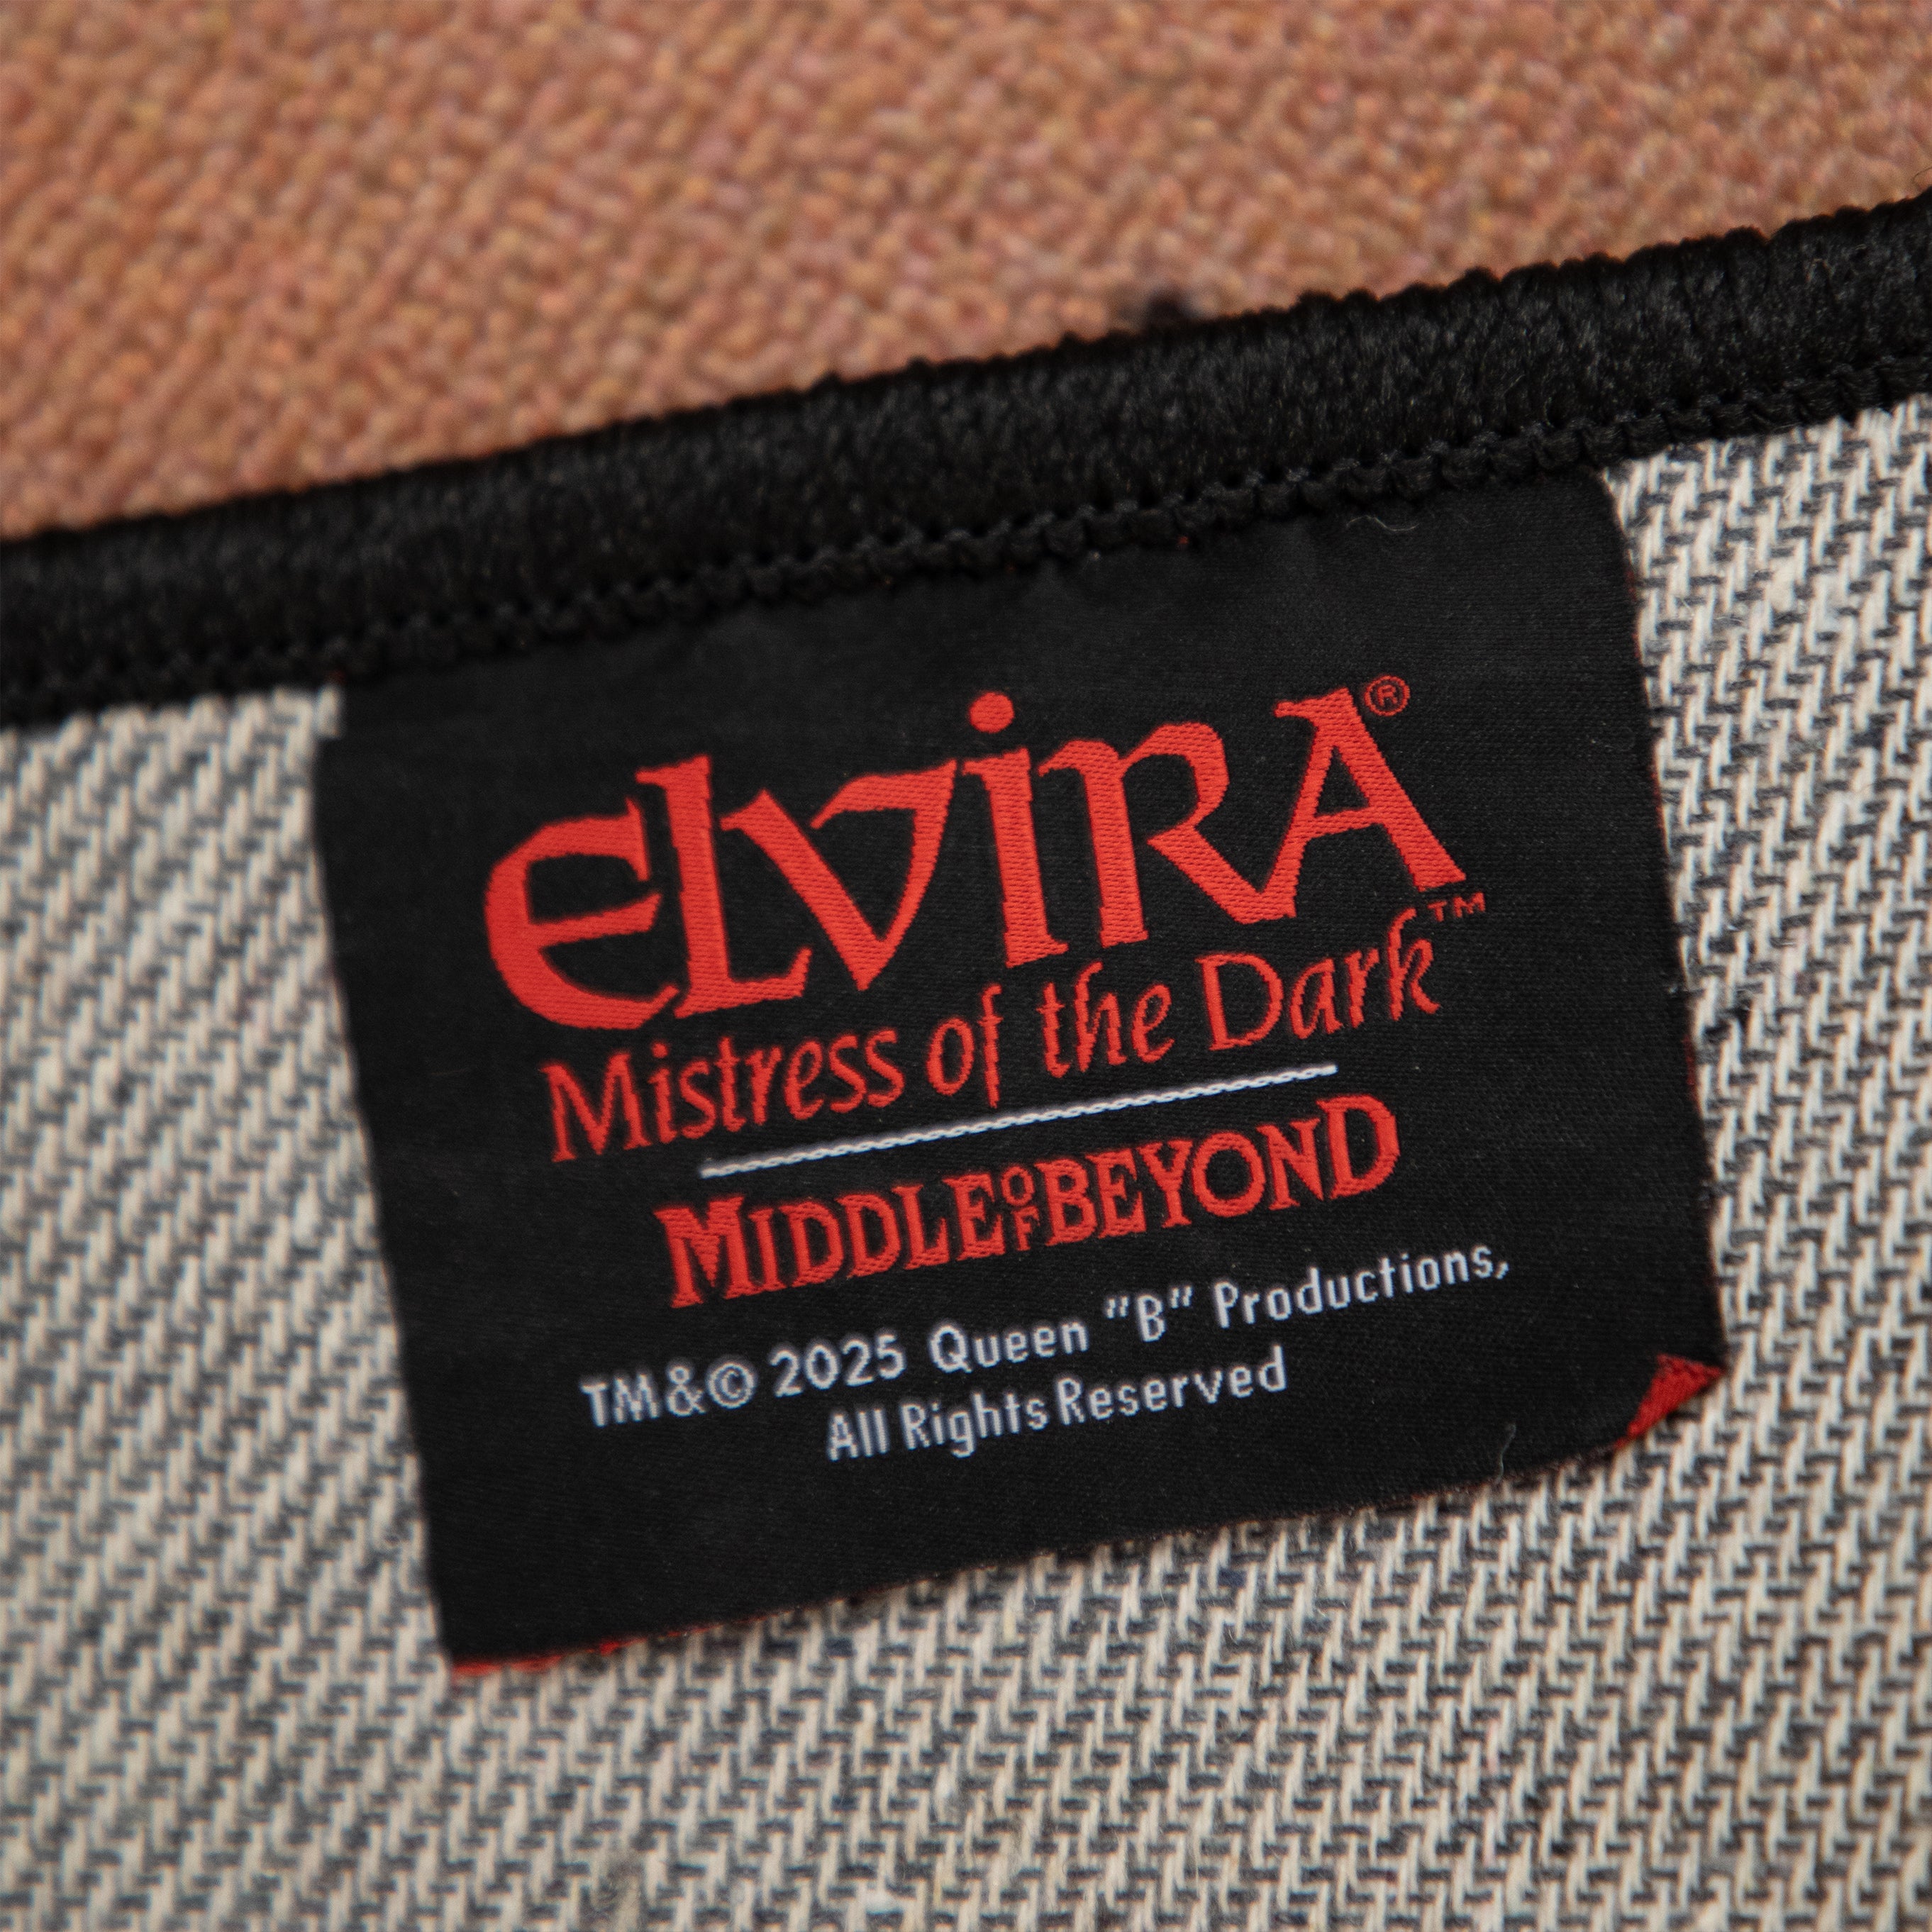 ELVIRA®
Mistress of the Dark™
MIDDLE OF BEYOND
TM&© 2025 Queen "B" Productions,
All Rights Reserved